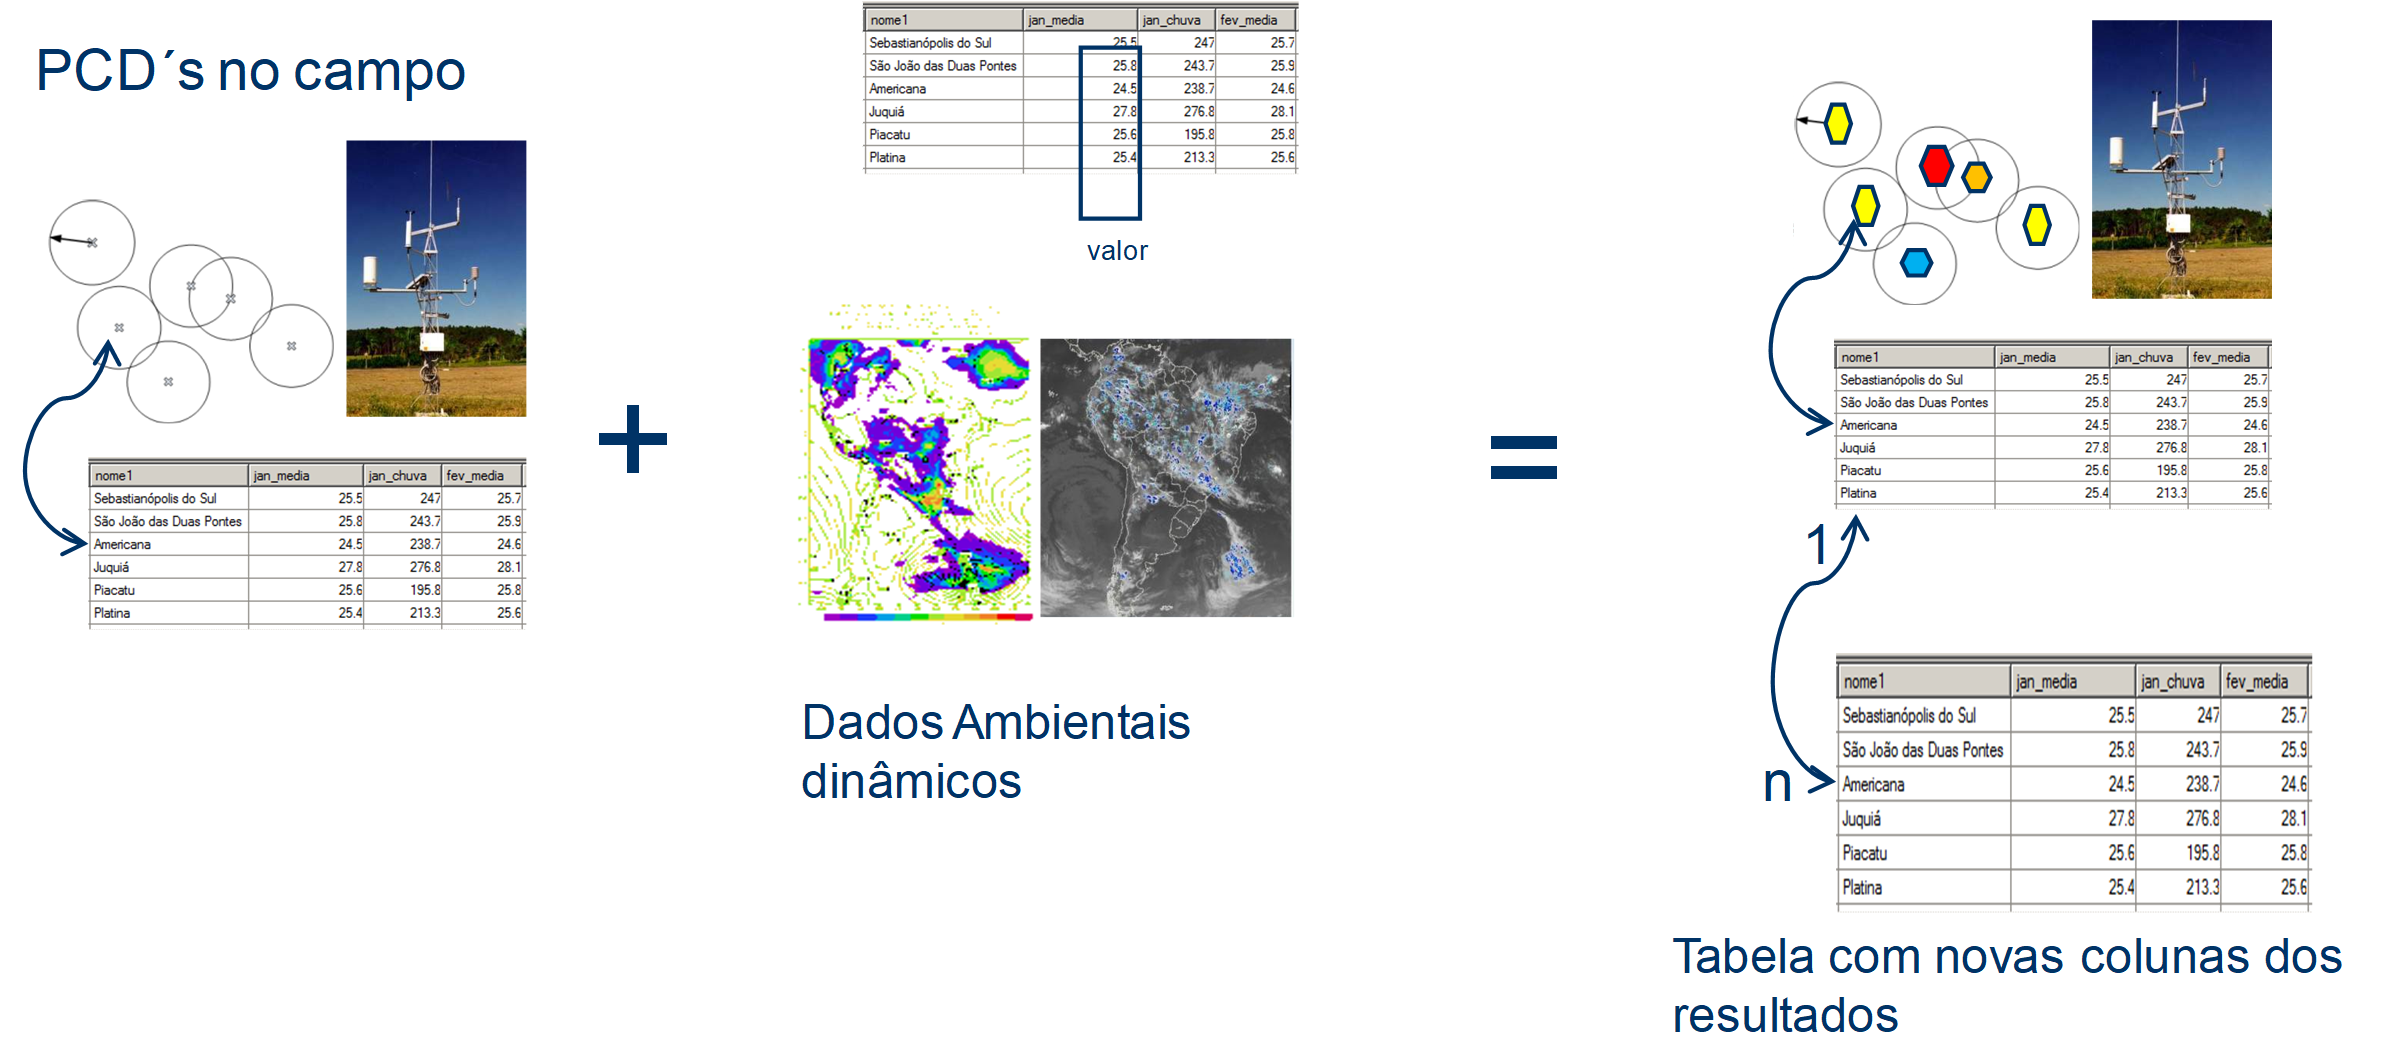 PCD´s no campo
nome1 jan_media jan_chuva fev_media
Sebastianópolis do Sul 25.5 247 25.7
São João das Duas Pontes 25.8 243.7 25.9
Americana 24.5 238.7 24.6
Juquiá 27.8 276.8 28.1
Piacatu 25.6 195.8 25.8
Platina 25.4 213.3 25.6
+
nome1 jan_media jan_chuva fev_media
Sebastianópolis do Sul 25.5 247 25.7
São João das Duas Pontes 25.8 243.7 25.9
Americana 24.5 238.7 24.6
Juquiá 27.8 276.8 28.1
Piacatu 25.6 195.8 25.8
Platina 25.4 213.3 25.6
valor
Dados Ambientais
dinâmicos
=
nome1 jan_media jan_chuva fev_media
Sebastianópolis do Sul 25.5 247 25.7
São João das Duas Pontes 25.8 243.7 25.9
Americana 24.5 238.7 24.6
Juquiá 27.8 276.8 28.1
Piacatu 25.6 195.8 25.8
Platina 25.4 213.3 25.6
1
n
nome1 jan_media jan_chuva fev_media
Sebastianópolis do Sul 25.5 247 25.7
São João das Duas Pontes 25.8 243.7 25.9
Americana 24.5 238.7 24.6
Juquiá 27.8 276.8 28.1
Piacatu 25.6 195.8 25.8
Platina 25.4 213.3 25.6
Tabela com novas colunas dos
resultados